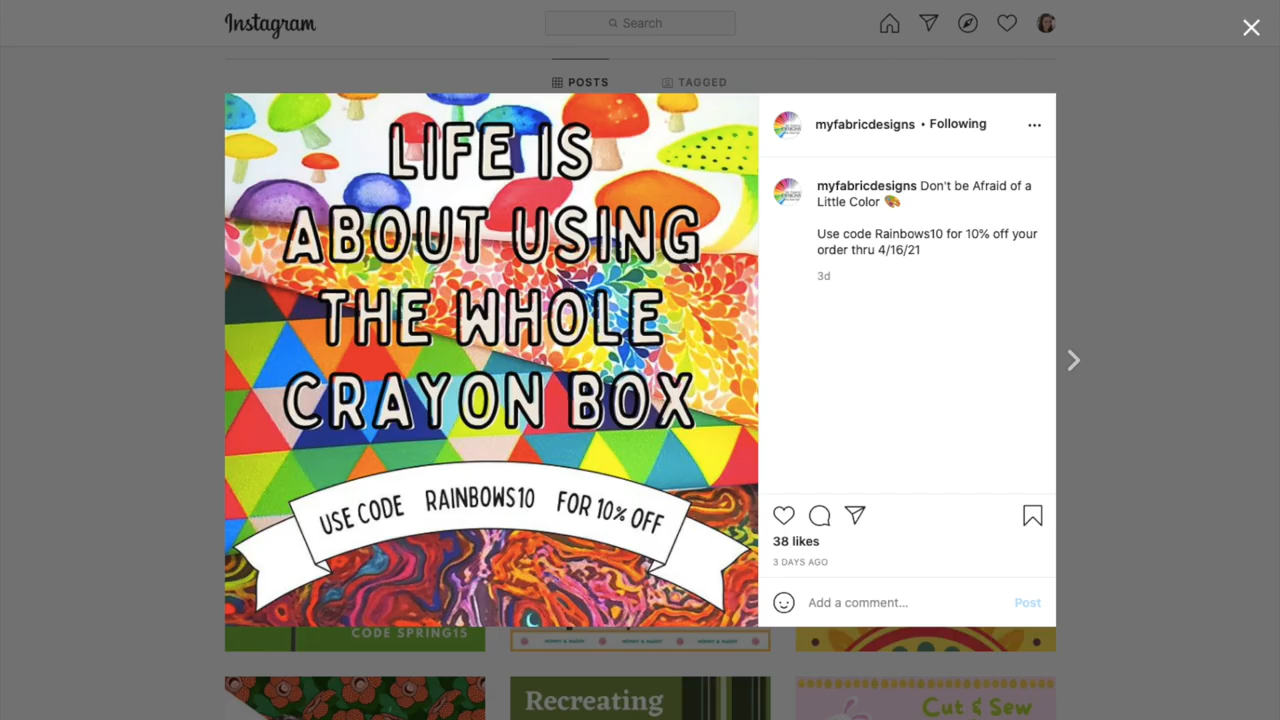 Instagram
Search
POSTS
TAGGED
LIFE IS
ABOUT USING
THE WHOLE
CRAYON BOX
USE CODE RAINBOWS10 FOR 10% OFF
myfabricdesigns • Following
myfabricdesigns Don't be Afraid of a
Little Color 🎨
Use code Rainbows10 for 10% off your
order thru 4/16/21
3d
38 likes
3 DAYS AGO
Add a comment...
Post
CODE SPRING15
Recreating
Cut & Sew